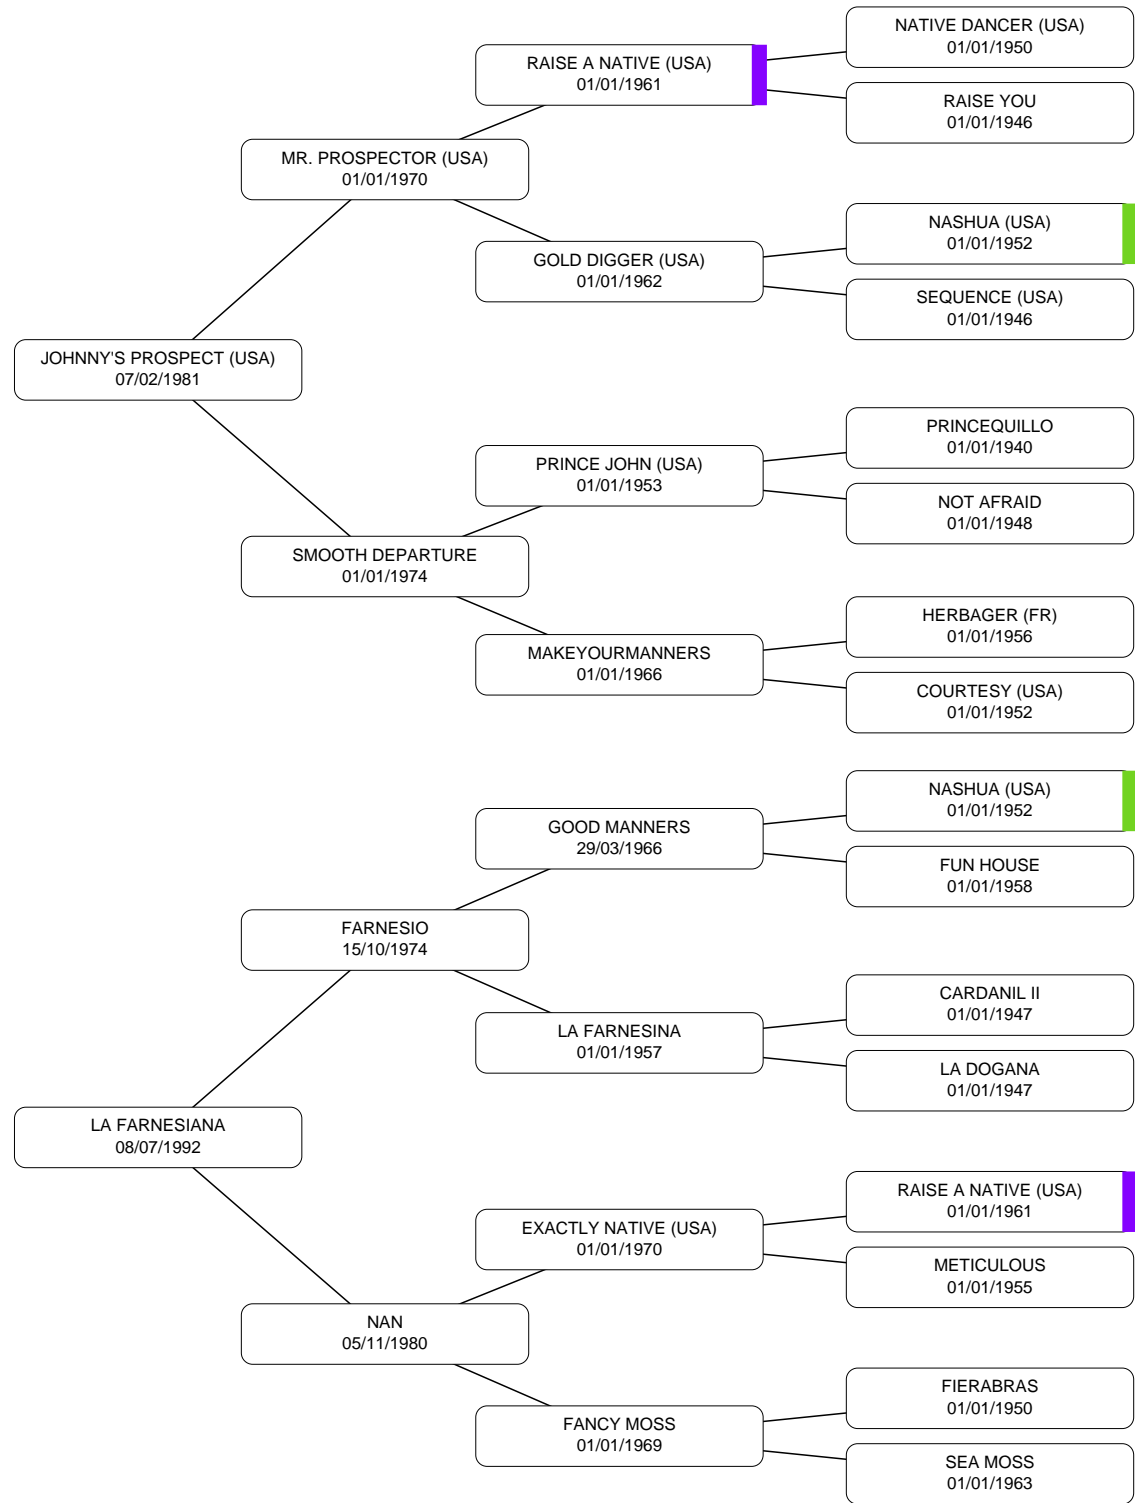 NATIVE DANCER (USA)
01/01/1950
RAISE A NATIVE (USA)
01/01/1961
RAISE YOU
01/01/1946
MR. PROSPECTOR (USA)
01/01/1970
NASHUA (USA)
01/01/1952
GOLD DIGGER (USA)
01/01/1962
SEQUENCE (USA)
01/01/1946
JOHNNY'S PROSPECT (USA)
07/02/1981
PRINCEQUILLO
01/01/1940
PRINCE JOHN (USA)
01/01/1953
NOT AFRAID
01/01/1948
SMOOTH DEPARTURE
01/01/1974
HERBAGER (FR)
01/01/1956
MAKEYOURMANNERS
01/01/1966
COURTESY (USA)
01/01/1952
NASHUA (USA)
01/01/1952
GOOD MANNERS
29/03/1966
FUN HOUSE
01/01/1958
FARNESIO
15/10/1974
CARDANIL II
01/01/1947
LA FARNESINA
01/01/1957
LA DOGANA
01/01/1947
LA FARNESIANA
08/07/1992
RAISE A NATIVE (USA)
01/01/1961
EXACTLY NATIVE (USA)
01/01/1970
METICULOUS
01/01/1955
NAN
05/11/1980
FIERABRAS
01/01/1950
FANCY MOSS
01/01/1969
SEA MOSS
01/01/1963